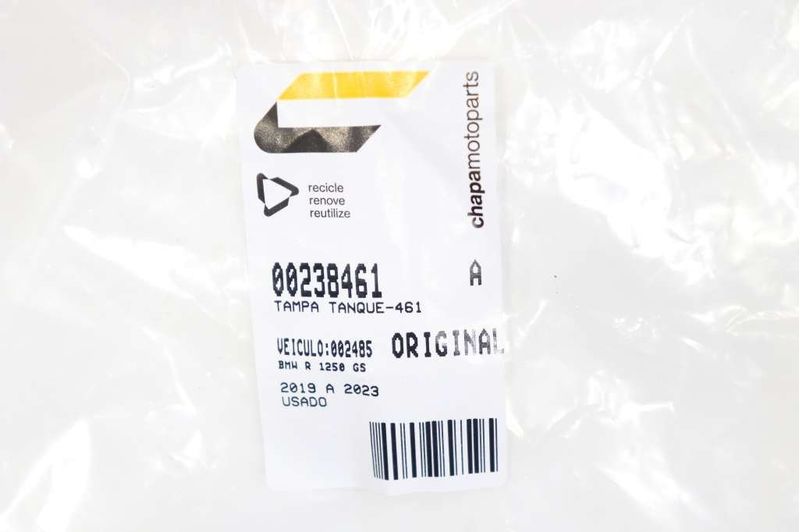 chapamotoparts
recicle
renove
reutilize
00238461 A
TAMPA TANQUE-461
VEICULO:002485 ORIGINAL
BMW R 1250 GS
2019 A 2023
USADO